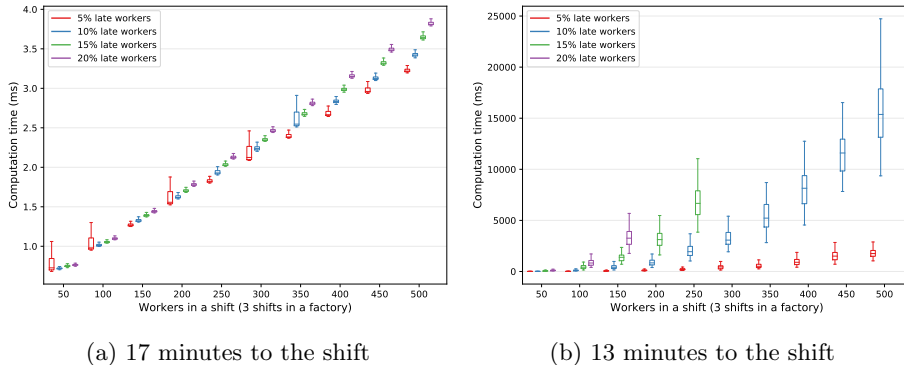 5% late workers
10% late workers
15% late workers
20% late workers
4.0
3.5
3.0
2.5
2.0
1.5
1.0
Computation time (ms)
50 100 150 200 250 300 350 400 450 500
Workers in a shift (3 shifts in a factory)
(a) 17 minutes to the shift
5% late workers
10% late workers
15% late workers
20% late workers
25000
20000
15000
10000
5000
0
Computation time (ms)
50 100 150 200 250 300 350 400 450 500
Workers in a shift (3 shifts in a factory)
(b) 13 minutes to the shift